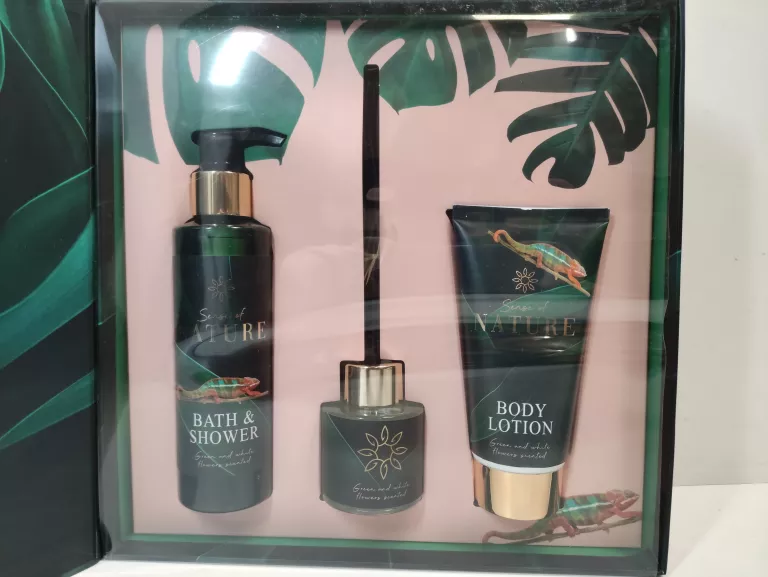 Sense of
NATURE
BATH &
SHOWER
Green and white
flowers scented
Green and white
flowers scented
Sense of
NATURE
BODY
LOTION
Green and white
flowers scented